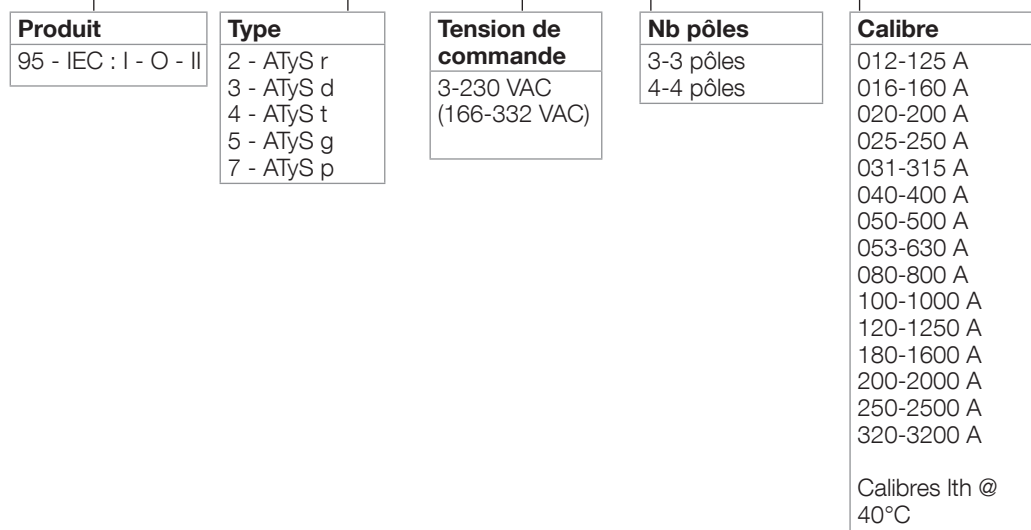 Produit
95 - IEC : I - O - II
Type
2 - ATyS r
3 - ATyS d
4 - ATyS t
5 - ATyS g
7 - ATyS p
Tension de
commande
3-230 VAC
(166-332 VAC)
Nb pôles
3-3 pôles
4-4 pôles
Calibre
012-125 A
016-160 A
020-200 A
025-250 A
031-315 A
040-400 A
050-500 A
053-630 A
080-800 A
100-1000 A
120-1250 A
180-1600 A
200-2000 A
250-2500 A
320-3200 A
Calibres Ith @
40°C